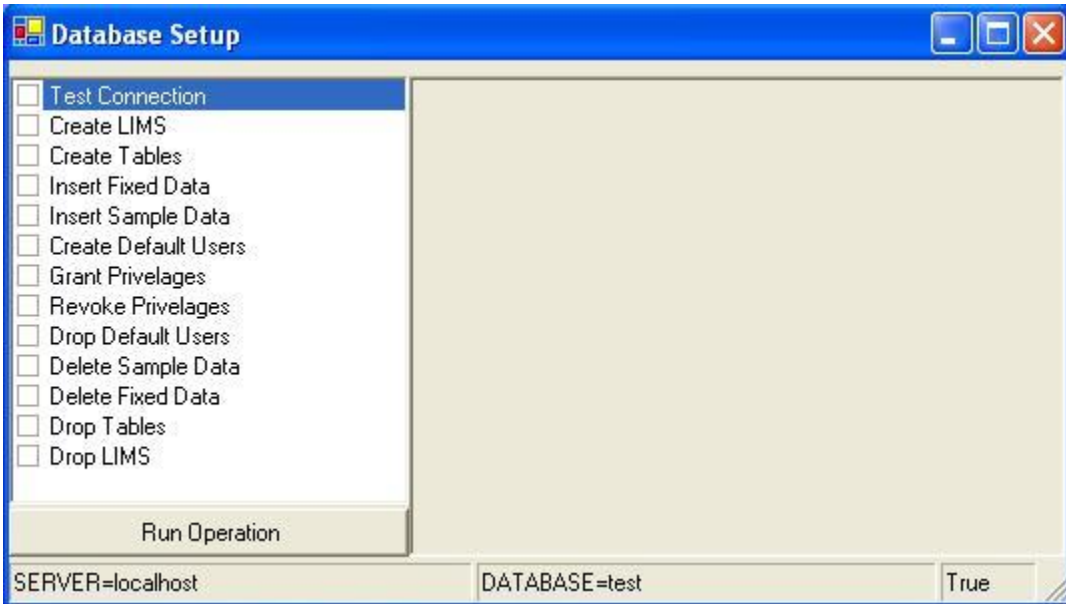 Database Setup
Test Connection
Create LIMS
Create Tables
Insert Fixed Data
Insert Sample Data
Create Default Users
Grant Privelages
Revoke Privelages
Drop Default Users
Delete Sample Data
Delete Fixed Data
Drop Tables
Drop LIMS
Run Operation
SERVER=localhost DATABASE=test True